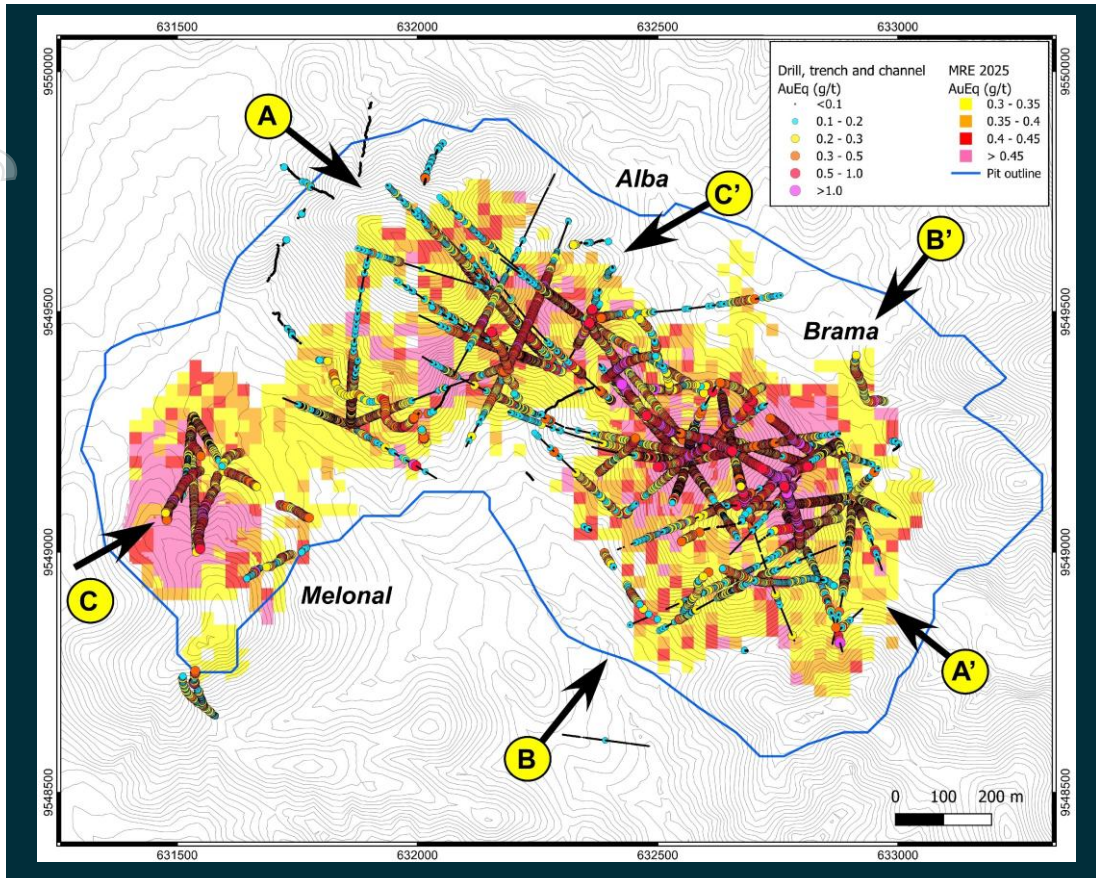 631500 632000 632500 633000
9550000
9550000
Drill, trench and channel
AuEq (g/t)
<0.1
0.1 - 0.2
0.2 - 0.3
0.3 - 0.5
0.5 - 1.0
>1.0
MRE 2025
AuEq (g/t)
0.3 - 0.35
0.35 - 0.4
0.4 - 0.45
> 0.45
Pit outline
A
Alba
C'
B'
9549500
9549500
Brama
9549000
9549000
C
Melonal
A'
B
9548500
9548500
0 100 200 m
631500 632000 632500 633000